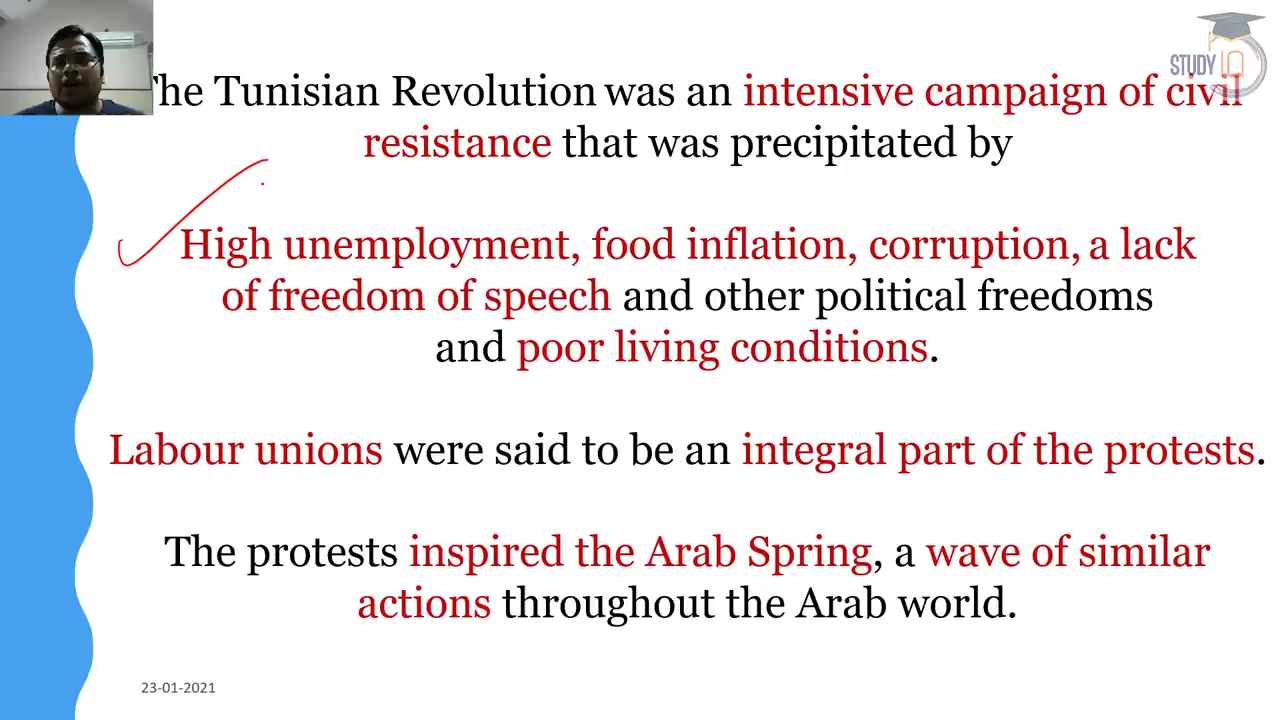 STUDY IQ
The Tunisian Revolution was an intensive campaign of civil
resistance that was precipitated by
High unemployment, food inflation, corruption, a lack
of freedom of speech and other political freedoms
and poor living conditions.
Labour unions were said to be an integral part of the protests.
The protests inspired the Arab Spring, a wave of similar
actions throughout the Arab world.
23-01-2021